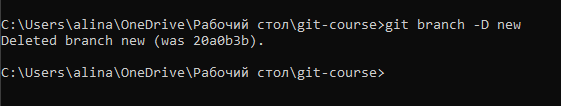 C:\Users\alina\OneDrive\Рабочий стол\git-course>git branch -D new
Deleted branch new (was 20a0b3b).
C:\Users\alina\OneDrive\Рабочий стол\git-course>